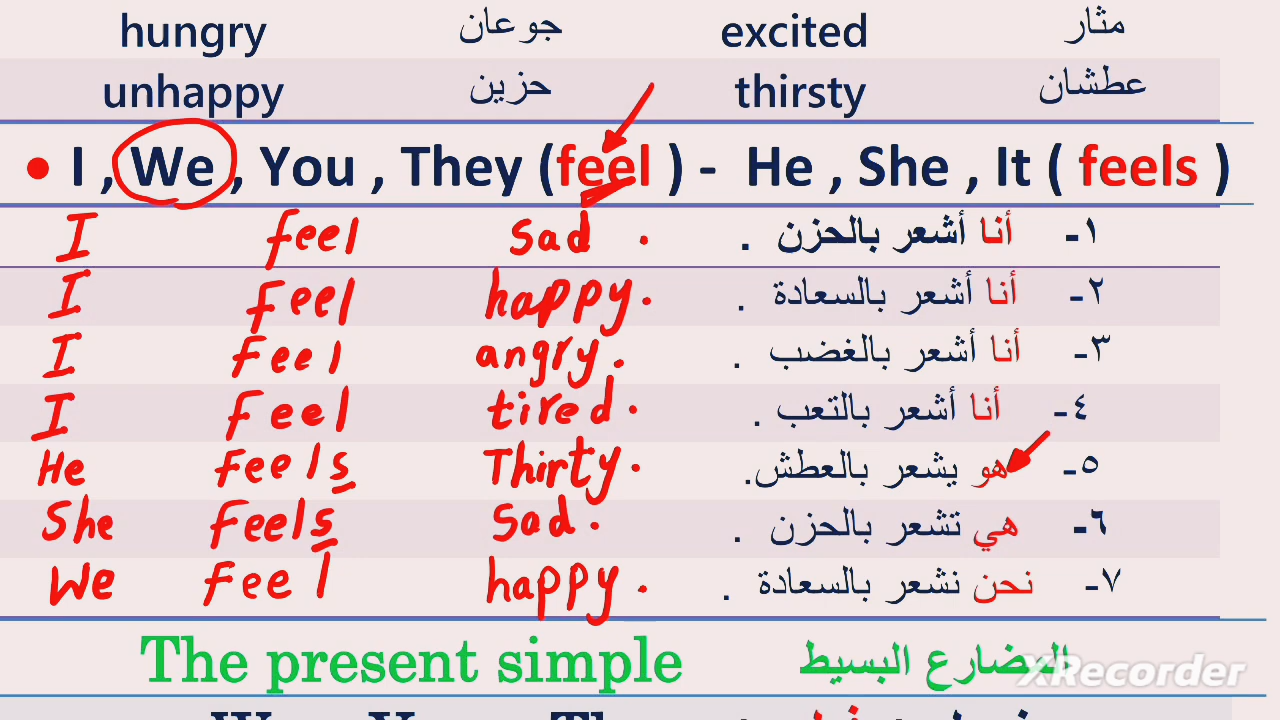 hungry جوعان excited مثار
unhappy حزين thirsty عطشان
• I , We , You , They (feel ) - He , She , It ( feels )
I feel sad . ١- أنا أشعر بالحزن .
I feel happy. ٢- أنا أشعر بالسعادة .
I Feel angry. ٣- أنا أشعر بالغضب .
I Feel tired . ٤- أنا أشعر بالتعب .
He Feels Thirty. ٥- هو يشعر بالعطش.
She Feels Sad. ٦- هي تشعر بالحزن .
We Feel happy. ٧- نحن نشعر بالسعادة .
The present simple المضارع البسيط
XRecorder